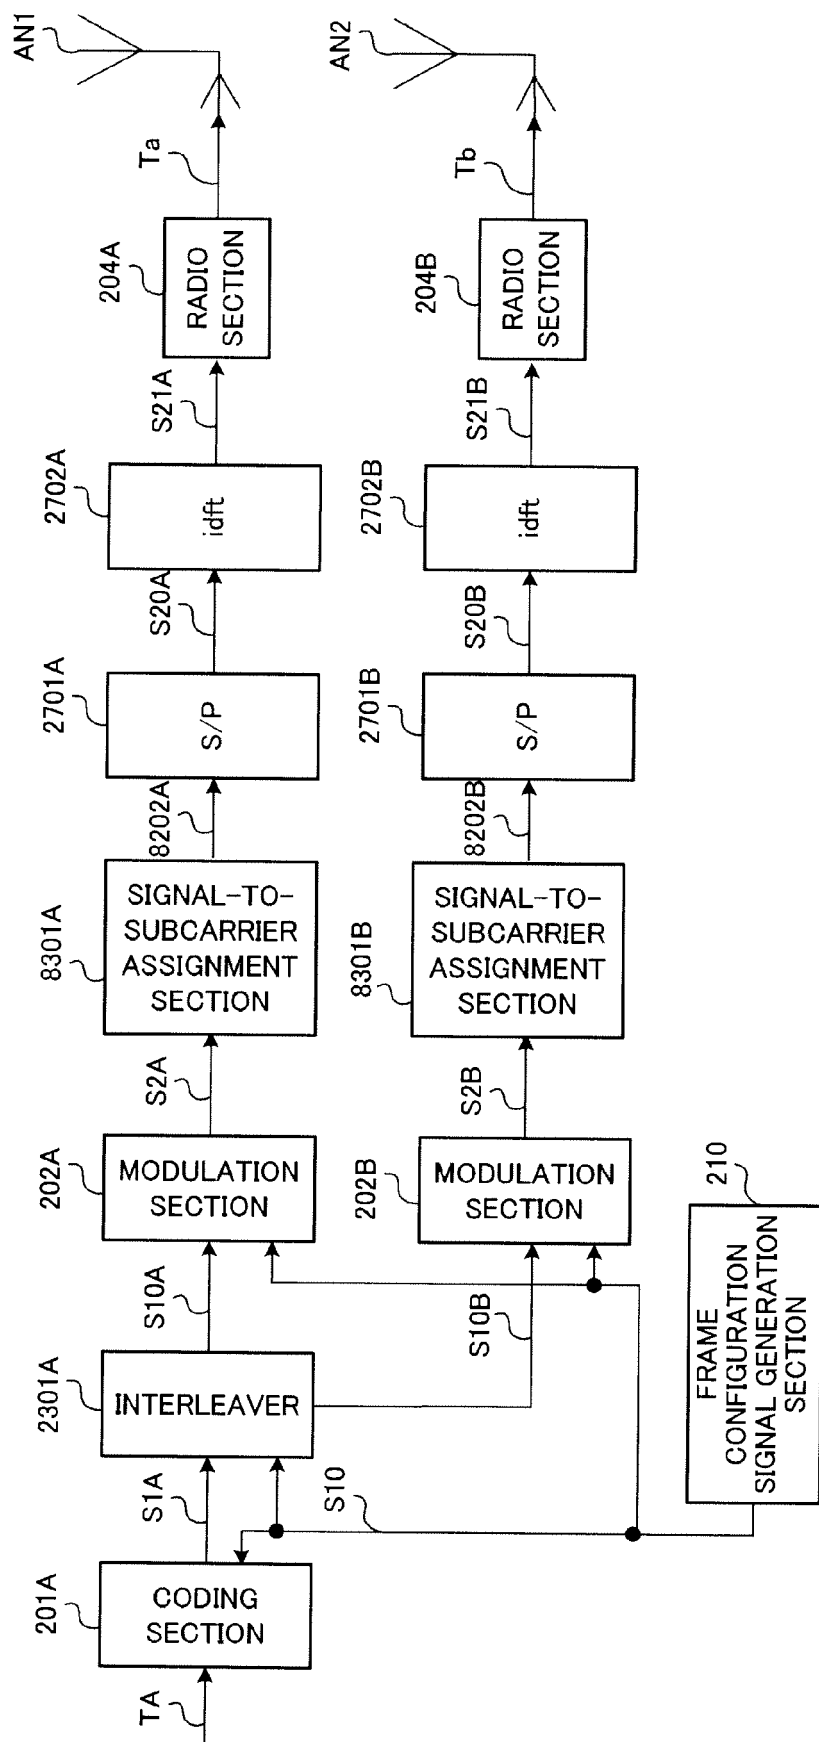 TA
201A
CODING
SECTION
S1A
2301A
INTERLEAVER
S10A
202A
MODULATION
SECTION
S2A
8301A
SIGNAL-TO-
SUBCARRIER
ASSIGNMENT
SECTION
8202A
2701A
S/P
S20A
2702A
idft
S21A
204A
RADIO
SECTION
Ta
AN1
S10
S10B
202B
MODULATION
SECTION
S2B
8301B
SIGNAL-TO-
SUBCARRIER
ASSIGNMENT
SECTION
8202B
2701B
S/P
S20B
2702B
idft
S21B
204B
RADIO
SECTION
Tb
AN2
210
FRAME
CONFIGURATION
SIGNAL GENERATION
SECTION